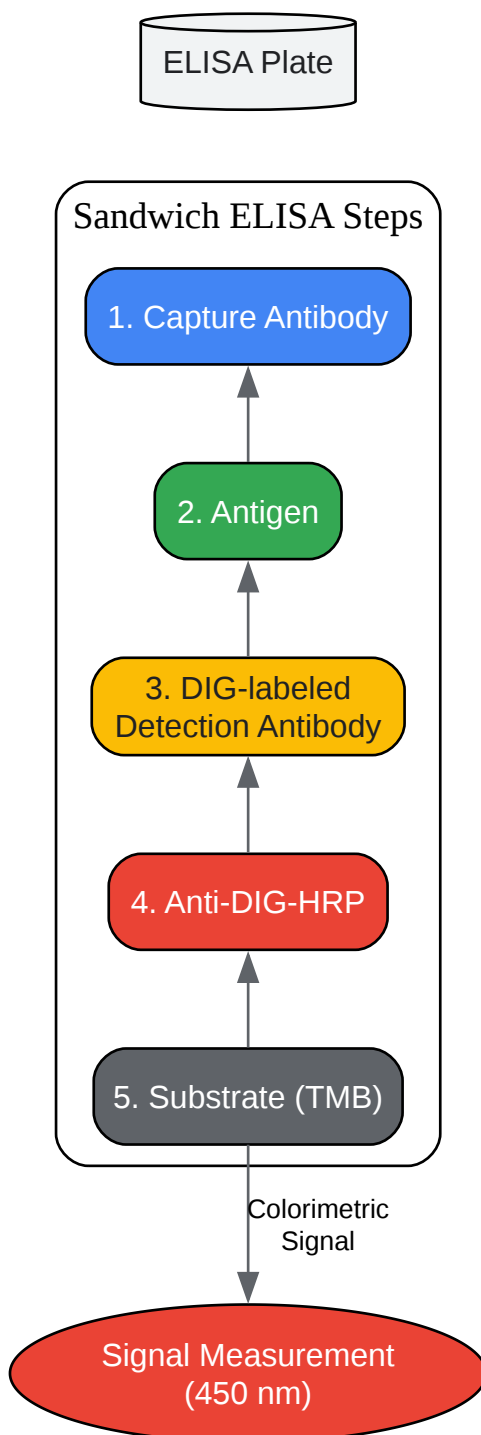 ELISA Plate
Sandwich ELISA Steps
1. Capture Antibody
2. Antigen
3. DIG-labeled
Detection Antibody
4. Anti-DIG-HRP
5. Substrate (TMB)
Colorimetric
Signal
Signal Measurement
(450 nm)